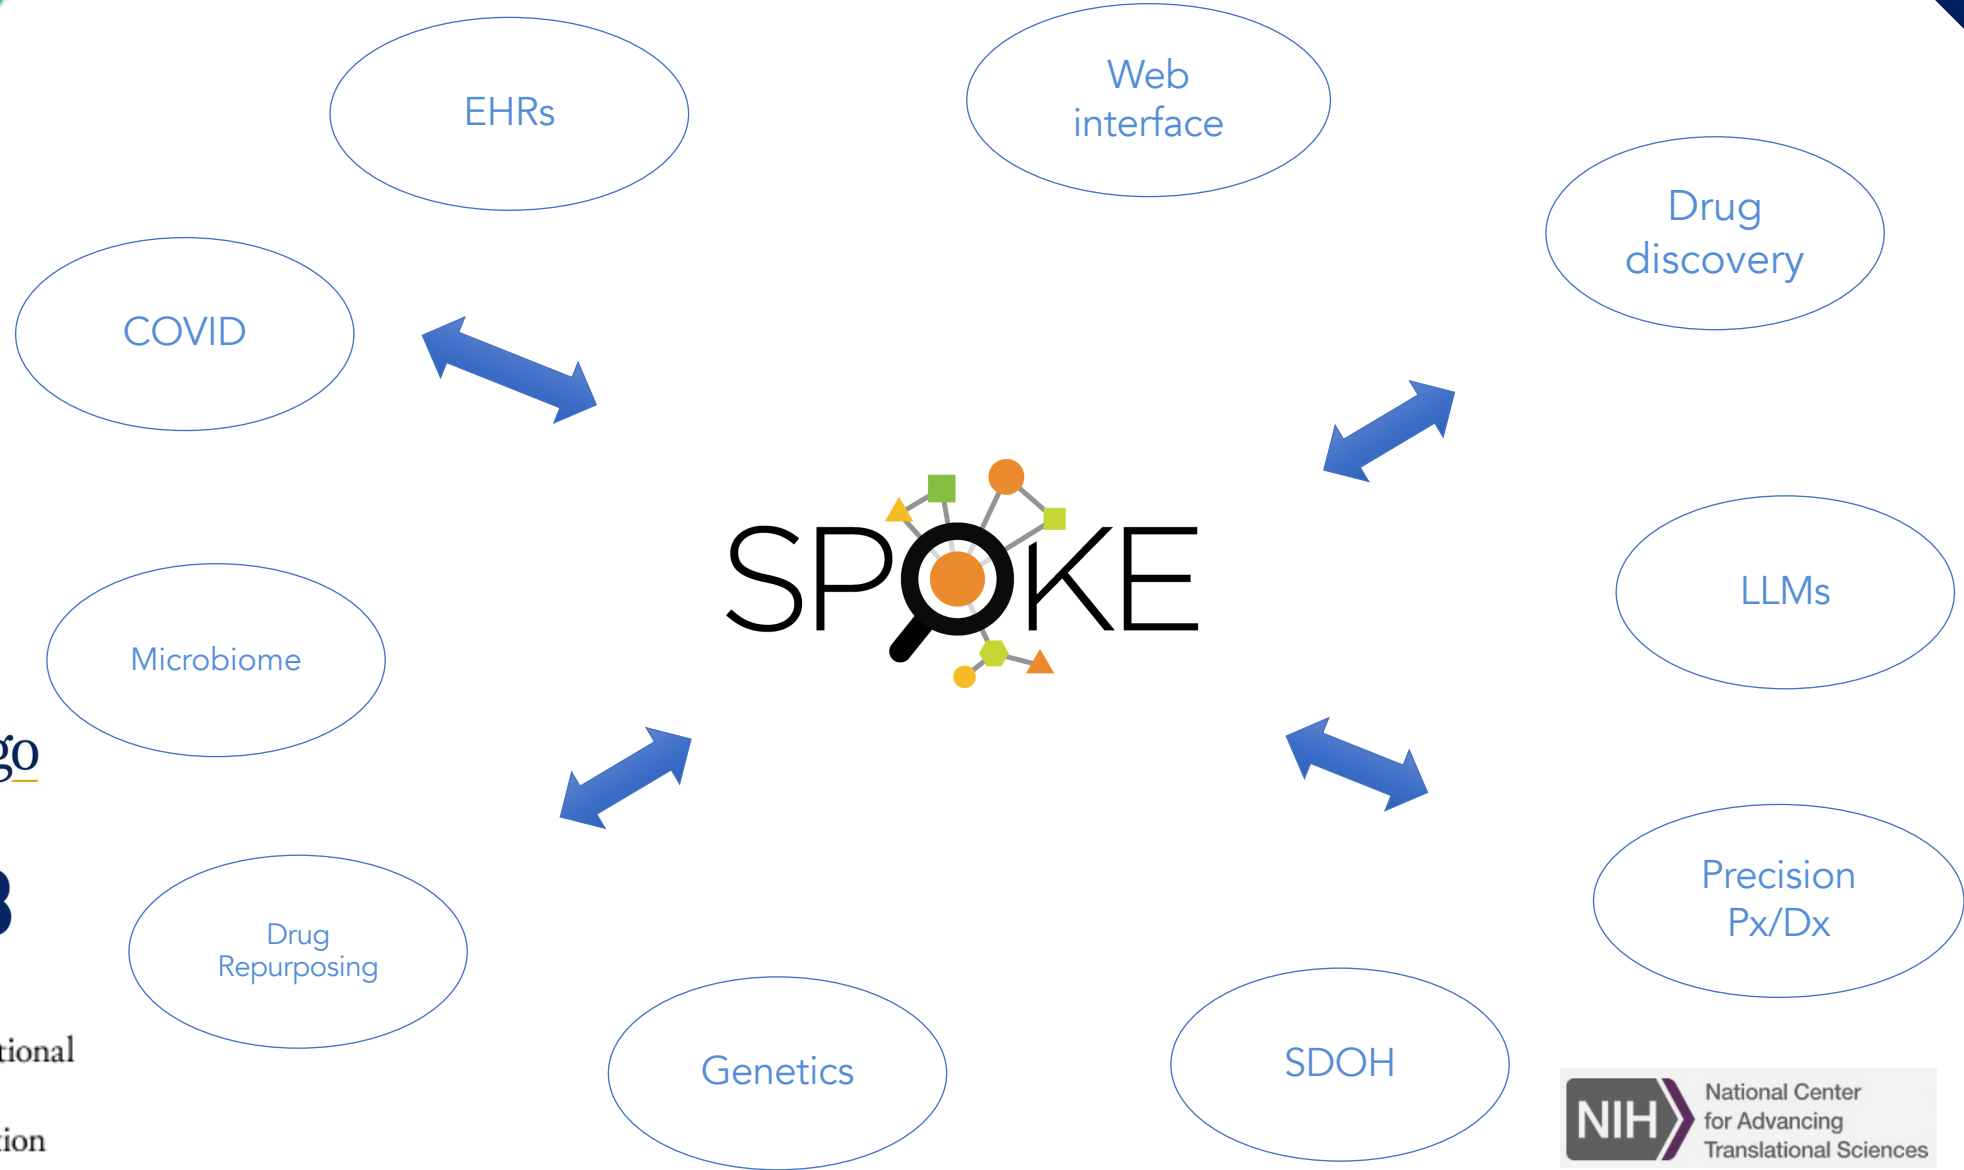 EHRs
Web
interface
Drug
discovery
COVID
SPOKE
LLMs
Microbiome
go
Precision
Px/Dx
Drug
Repurposing
tional
Genetics
SDOH
NIH
National Center
for Advancing
Translational Sciences
tion